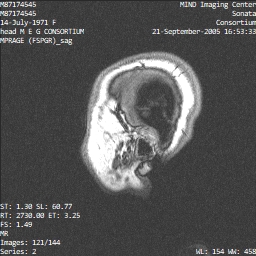 M87174545
M87174545
14-July-1971 F
head M E G CONSORTIUM
MPRAGE (FSPGR)_sag
MIND Imaging Center
Sonata
Consortium
21-September-2005 16:53:33
ST: 1.30 SL: 60.77
RT: 2730.00 ET: 3.25
FS: 1.49
MR
Images: 121/144
Series: 2
WL: 154 WW: 458